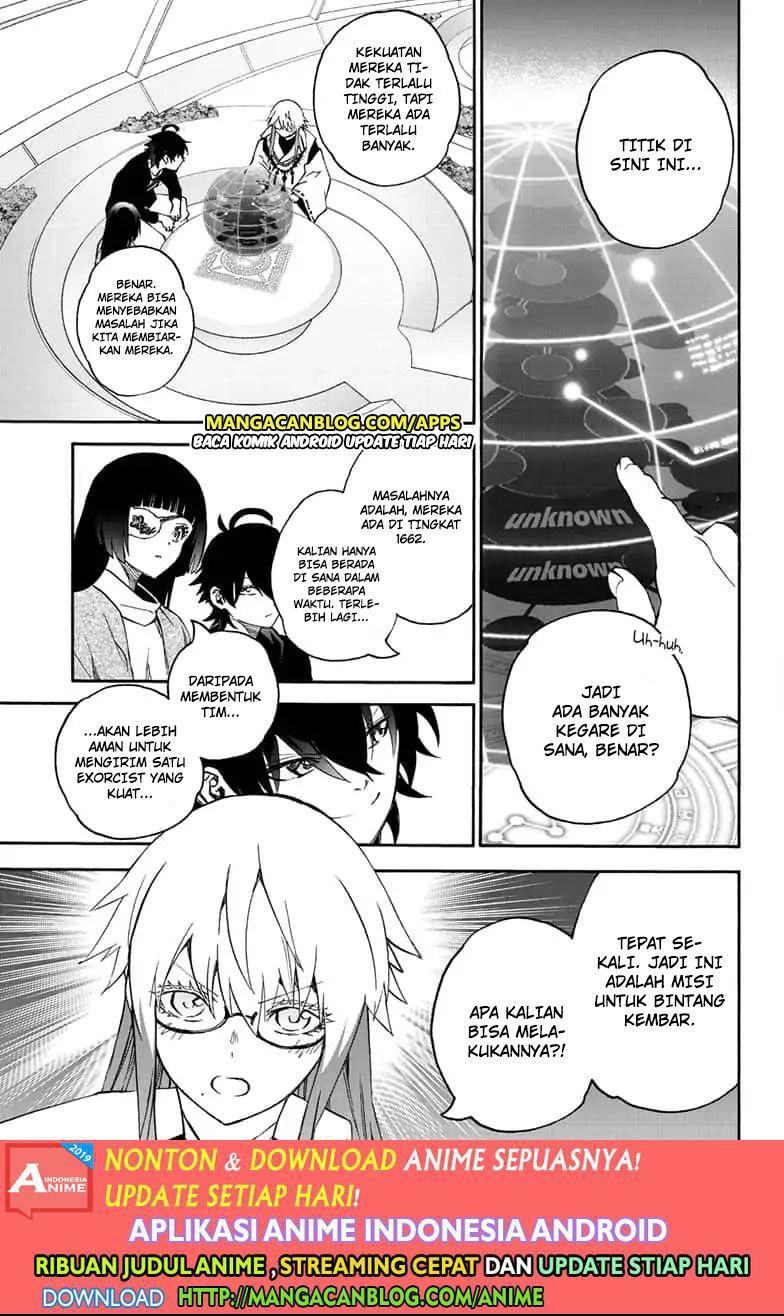 TITIK DI
SINI INI...
unknown
unknown
Uh-huh.
JADI
ADA BANYAK
KEGARE DI
SANA, BENAR?
KEKUATAN
MEREKA TI-
DAK TERLALU
TINGGI, TAPI
MEREKA ADA
TERLALU
BANYAK.
BENAR.
MEREKA BISA
MENYEBABKAN
MASALAH JIKA
KITA MEMBIAR-
KAN MEREKA.
MANGACANBLOG.COM/APPS
BACA KOMIK ANDROID UPDATE TIAP HARI
MASALAHNYA
ADALAH, MEREKA
ADA DI TINGKAT
1662.
KALIAN HANYA
BISA BERADA
DI SANA DALAM
BEBERAPA
WAKTU. TERLE-
BIH LAGI...
DARIPADA
MEMBENTUK
TIM...
...AKAN LEBIH
AMAN UNTUK
MENGIRIM SATU
EXORCIST YANG
KUAT...
TEPAT SE-
KALI. JADI INI
ADALAH MISI
UNTUK BINTANG
KEMBAR.
APA KALIAN
BISA MELA-
KUKANNYA?!
2019
INDONESIA
ANIME
NONTON & DOWNLOAD ANIME SEPUASNYA!
UPDATE SETIAP HARI!
APLIKASI ANIME INDONESIA ANDROID
RIBUAN JUDUL ANIME , STREAMING CEPAT DAN UPDATE STIAP HARI
DOWNLOAD HTTP://MANGACANBLOG.COM/ANIME